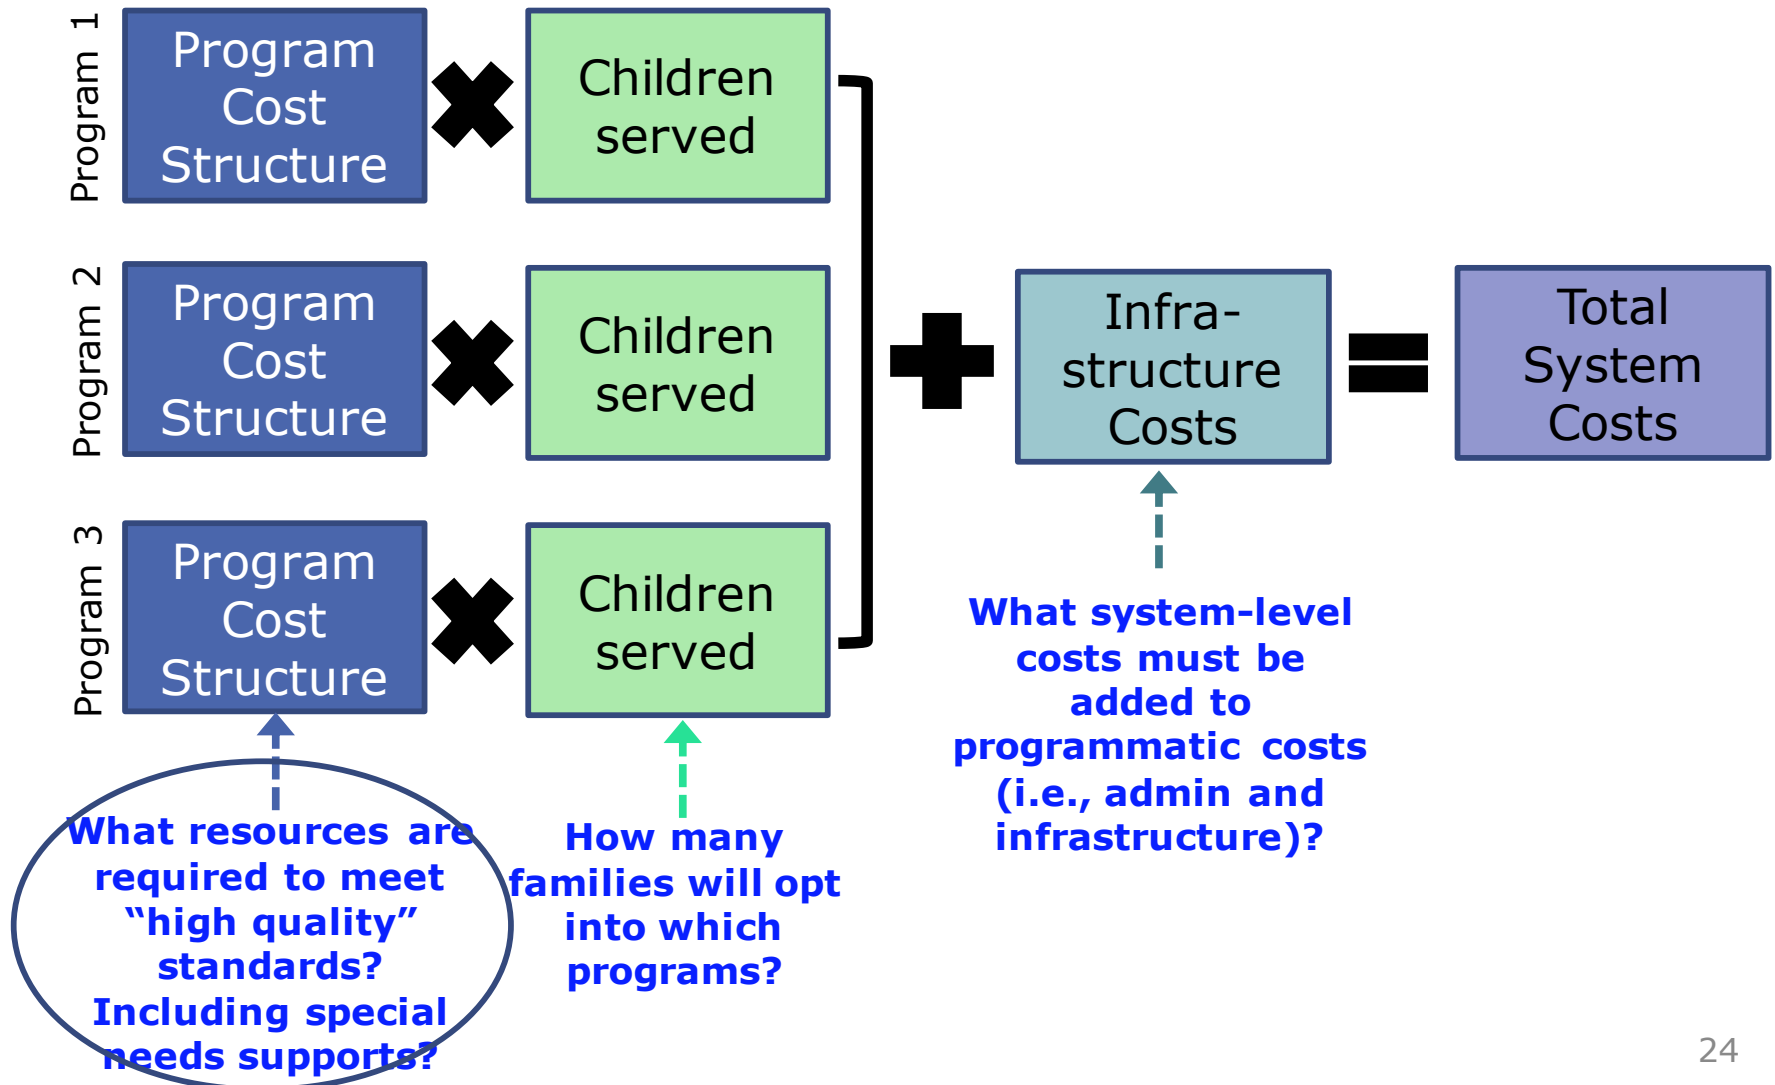 Program 1
Program
Cost
Structure
Children
served
Program 2
Program
Cost
Structure
Children
served
Infra-
structure
Costs
Total
System
Costs
Program 3
Program
Cost
Structure
Children
served
What resources are
required to meet
“high quality”
standards?
Including special
needs supports?
How many
families will opt
into which
programs?
What system-level
costs must be
added to
programmatic costs
(i.e., admin and
infrastructure)?
24